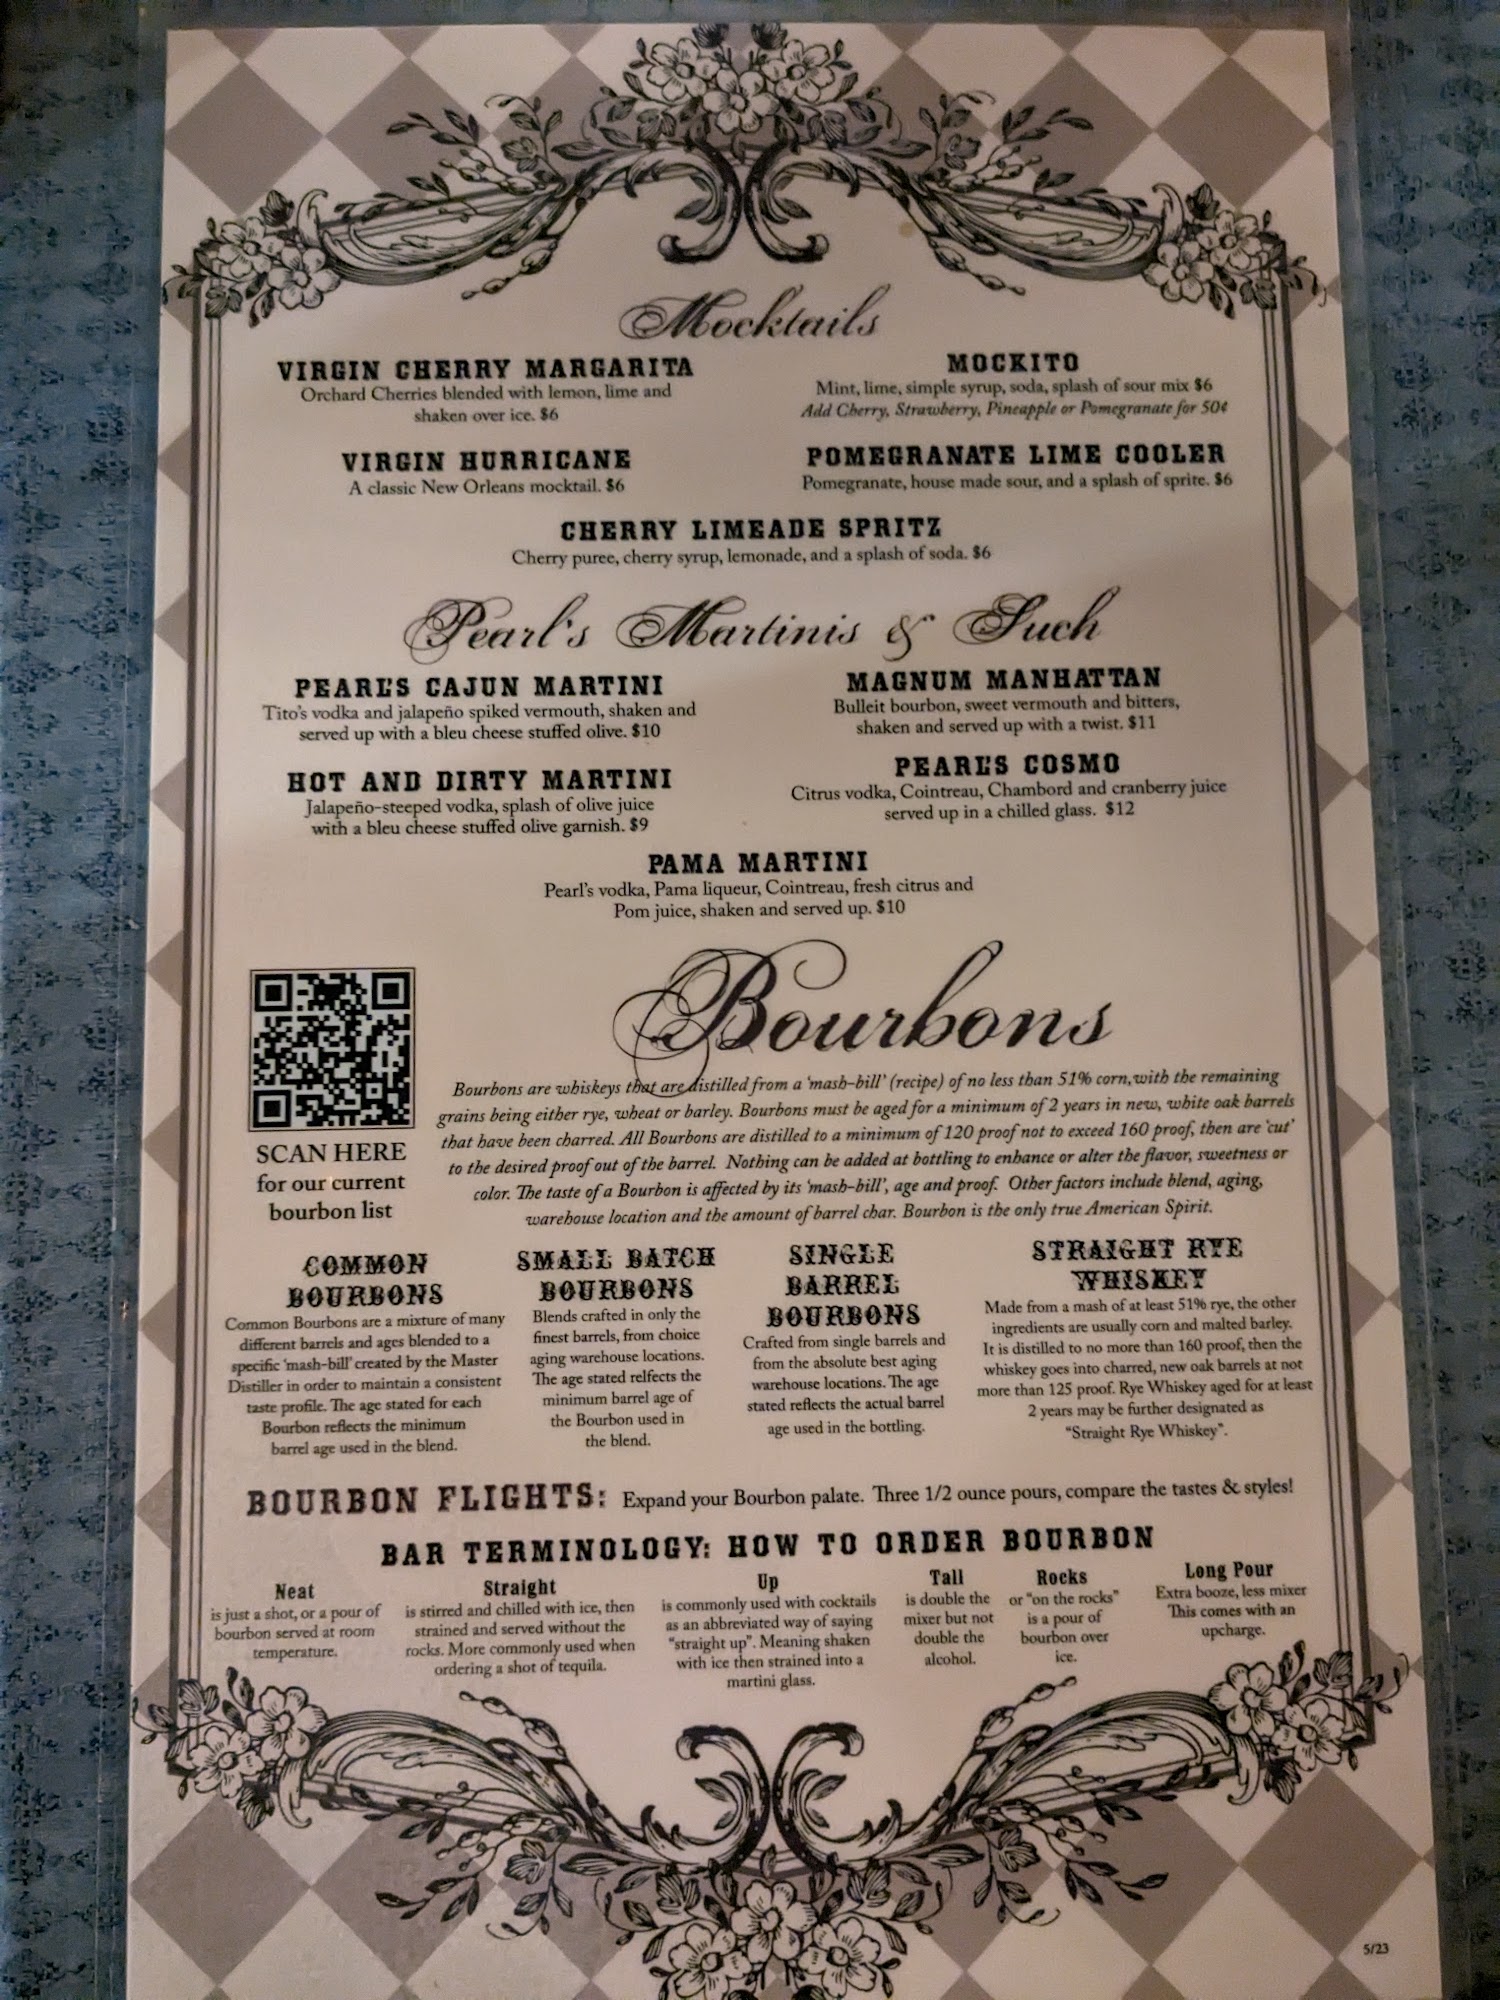 Mocktails
VIRGIN CHERRY MARGARITA
Orchard Cherries blended with lemon, lime and
shaken over ice. $6
MOCKITO
Mint, lime, simple syrup, soda, splash of sour mix $6
Add Cherry, Strawberry, Pineapple or Pomegranate for 50¢
VIRGIN HURRICANE
A classic New Orleans mocktail. $6
POMEGRANATE LIME COOLER
Pomegranate, house made sour, and a splash of sprite. $6
CHERRY LIMEADE SPRITZ
Cherry puree, cherry syrup, lemonade, and a splash of soda. $6
Pearl's Martinis & Such
PEARL'S CAJUN MARTINI
Tito's vodka and jalapeño spiked vermouth, shaken and
served up with a bleu cheese stuffed olive. $10
MAGNUM MANHATTAN
Bulleit bourbon, sweet vermouth and bitters,
shaken and served up with a twist. $11
HOT AND DIRTY MARTINI
Jalapeño-steeped vodka, splash of olive juice
with a bleu cheese stuffed olive garnish. $9
PEARL'S COSMO
Citrus vodka, Cointreau, Chambord and cranberry juice
served up in a chilled glass. $12
PAMA MARTINI
Pearl's vodka, Pama liqueur, Cointreau, fresh citrus and
Pom juice, shaken and served up. $10
SCAN HERE
for our current
bourbon list
Bourbons
Bourbons are whiskeys that are distilled from a 'mash-bill' (recipe) of no less than 51% corn, with the remaining
grains being either rye, wheat or barley. Bourbons must be aged for a minimum of 2 years in new, white oak barrels
that have been charred. All Bourbons are distilled to a minimum of 120 proof not to exceed 160 proof, then are 'cut'
to the desired proof out of the barrel. Nothing can be added at bottling to enhance or alter the flavor, sweetness or
color. The taste of a Bourbon is affected by its 'mash-bill', age and proof. Other factors include blend, aging,
warehouse location and the amount of barrel char. Bourbon is the only true American Spirit.
COMMON
BOURBONS
Common Bourbons are a mixture of many
different barrels and ages blended to a
specific 'mash-bill' created by the Master
Distiller in order to maintain a consistent
taste profile. The age stated for each
Bourbon reflects the minimum
barrel age used in the blend.
SMALL BATCH
BOURBONS
Blends crafted in only the
finest barrels, from choice
aging warehouse locations.
The age stated relfects the
minimum barrel age of
the Bourbon used in
the blend.
SINGLE
BARREL
BOURBONS
Crafted from single barrels and
from the absolute best aging
warehouse locations. The age
stated reflects the actual barrel
age used in the bottling.
STRAIGHT RYE
WHISKEY
Made from a mash of at least 51% rye, the other
ingredients are usually corn and malted barley.
It is distilled to no more than 160 proof, then the
whiskey goes into charred, new oak barrels at not
more than 125 proof. Rye Whiskey aged for at least
2 years may be further designated as
"Straight Rye Whiskey".
BOURBON FLIGHTS: Expand your Bourbon palate. Three 1/2 ounce pours, compare the tastes & styles!
BAR TERMINOLOGY: HOW TO ORDER BOURBON
Neat
is just a shot, or a pour of
bourbon served at room
temperature.
Straight
is stirred and chilled with ice, then
strained and served without the
rocks. More commonly used when
ordering a shot of tequila.
Up
is commonly used with cocktails
as an abbreviated way of saying
"straight up". Meaning shaken
with ice then strained into a
martini glass.
Tall
is double the
mixer but not
double the
alcohol.
Rocks
or "on the rocks"
is a pour of
bourbon over
ice.
Long Pour
Extra booze, less mixer
This comes with an
upcharge.
5/23